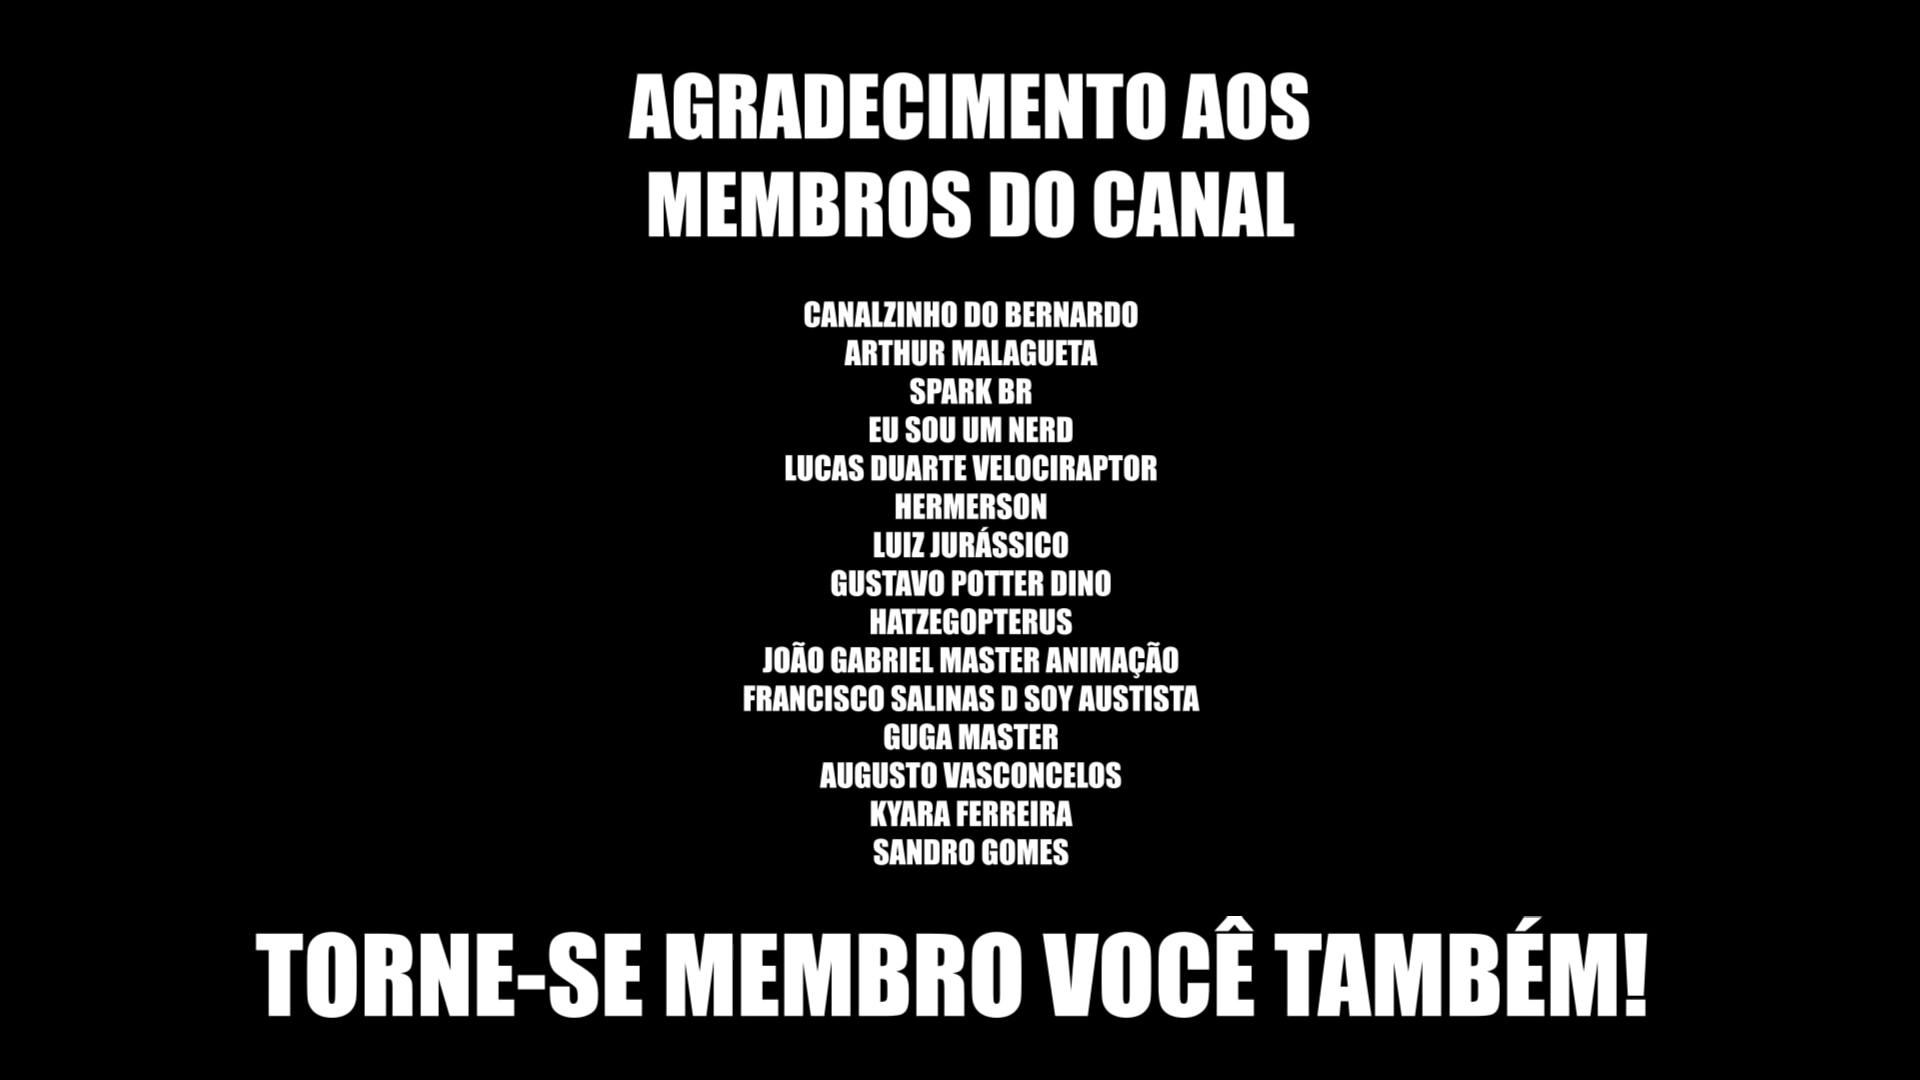 AGRADECIMENTO AOS
MEMBROS DO CANAL
CANALZINHO DO BERNARDO
ARTHUR MALAGUETA
SPARK BR
EU SOU UM NERD
LUCAS DUARTE VELOCIRAPTOR
HERMERSON
LUIZ JURÁSSICO
GUSTAVO POTTER DINO
HATZEGOPTERUS
JOÃO GABRIEL MASTER ANIMAÇÃO
FRANCISCO SALINAS D SOY AUSTISTA
GUGA MASTER
AUGUSTO VASCONCELOS
KYARA FERREIRA
SANDRO GOMES
TORNE-SE MEMBRO VOCÊ TAMBÉM!